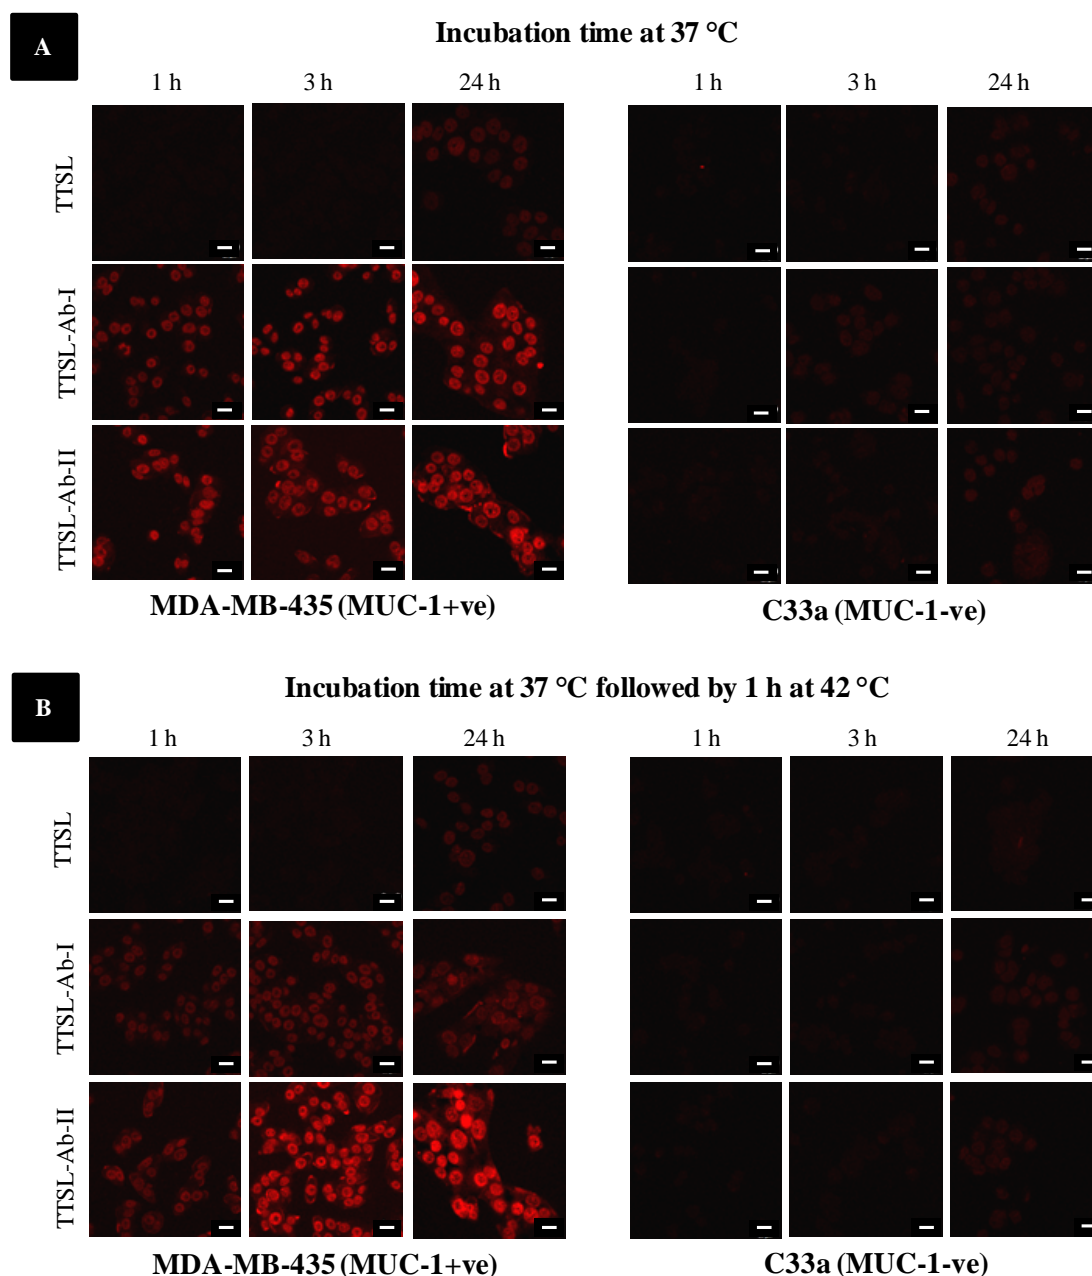 A
Incubation time at 37 °C
1 h 3 h 24 h 1 h 3 h 24 h
TTSL
TTSL-Ab-I
TTSL-Ab-II
MDA-MB-435 (MUC-1+ve) C33a (MUC-1-ve)
B
Incubation time at 37 °C followed by 1 h at 42 °C
1 h 3 h 24 h 1 h 3 h 24 h
TTSL
TTSL-Ab-I
TTSL-Ab-II
MDA-MB-435 (MUC-1+ve) C33a (MUC-1-ve)